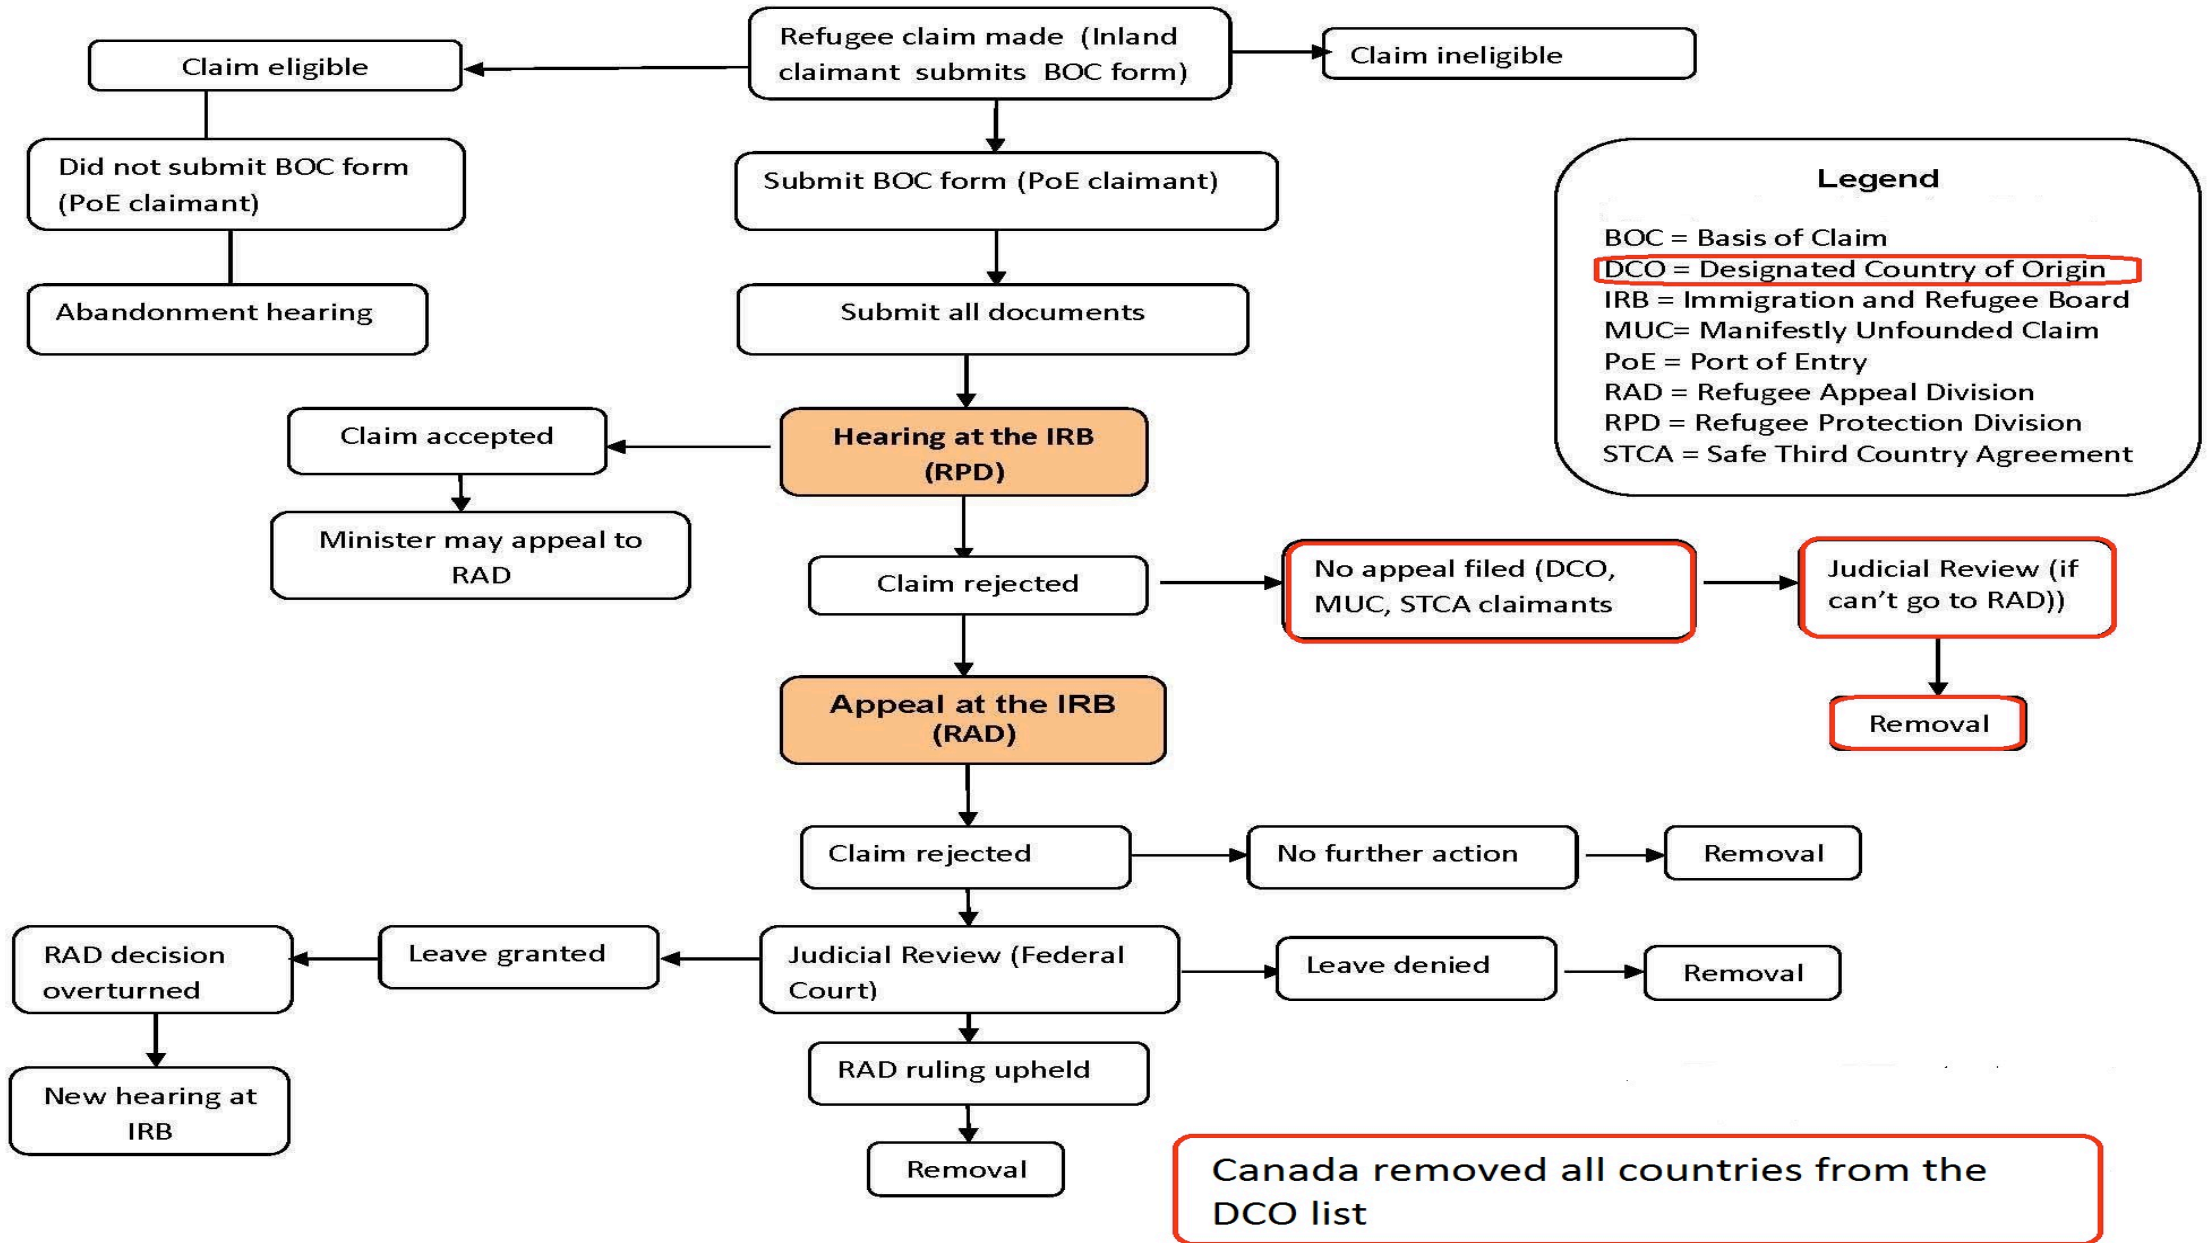 Refugee claim made (Inland
claimant submits BOC form)
Claim eligible
Claim ineligible
Did not submit BOC form
(PoE claimant)
Submit BOC form (PoE claimant)
Abandonment hearing
Submit all documents
Legend
BOC = Basis of Claim
DCO = Designated Country of Origin
IRB = Immigration and Refugee Board
MUC= Manifestly Unfounded Claim
PoE = Port of Entry
RAD = Refugee Appeal Division
RPD = Refugee Protection Division
STCA = Safe Third Country Agreement
Claim accepted
Hearing at the IRB
(RPD)
Minister may appeal to
RAD
Claim rejected
No appeal filed (DCO,
MUC, STCA claimants
Judicial Review (if
can’t go to RAD))
Removal
Appeal at the IRB
(RAD)
Claim rejected
No further action
Removal
RAD decision
overturned
Leave granted
Judicial Review (Federal
Court)
Leave denied
Removal
New hearing at
IRB
RAD ruling upheld
Removal
Canada removed all countries from the
DCO list